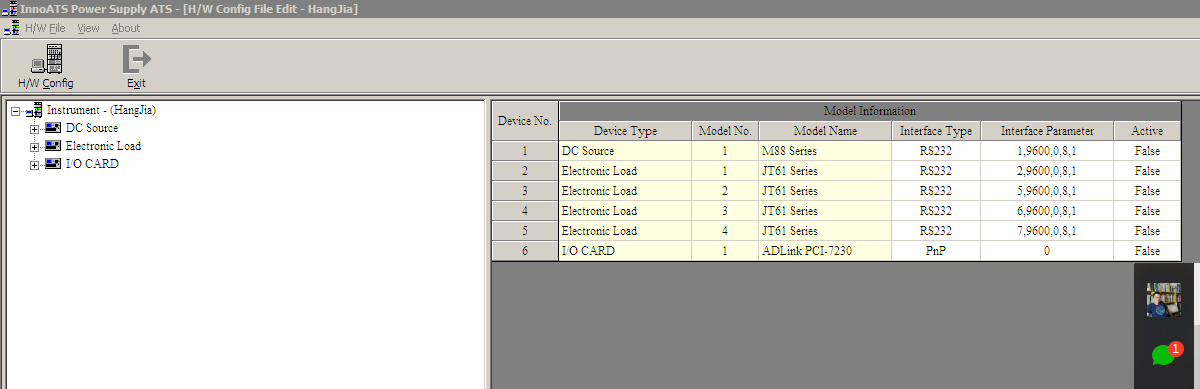 InnoATS Power Supply ATS - [H/W Config File Edit - HangJia]
H/W File View About
H/W Config Exit
Instrument - (HangJia)
DC Source
Electronic Load
I/O CARD
Device No. Model Information
Device Type Model No. Model Name Interface Type Interface Parameter Active
1 DC Source 1 M88 Series RS232 1,9600,0,8,1 False
2 Electronic Load 1 JT61 Series RS232 2,9600,0,8,1 False
3 Electronic Load 2 JT61 Series RS232 5,9600,0,8,1 False
4 Electronic Load 3 JT61 Series RS232 6,9600,0,8,1 False
5 Electronic Load 4 JT61 Series RS232 7,9600,0,8,1 False
6 I/O CARD 1 ADLink PCI-7230 PnP 0 False
1